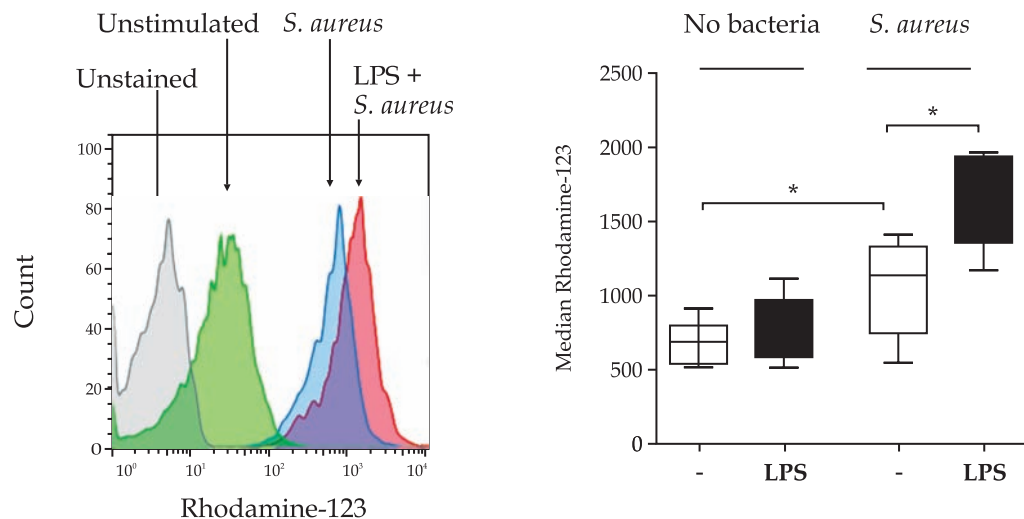 Unstimulated S. aureus
Unstained
LPS +
S. aureus
Count
100
80
60
40
20
0
10⁰ 10¹ 10² 10³ 10⁴
Rhodamine-123
No bacteria S. aureus
Median Rhodamine-123
2500
2000
1500
1000
500
0
*
*
- LPS - LPS